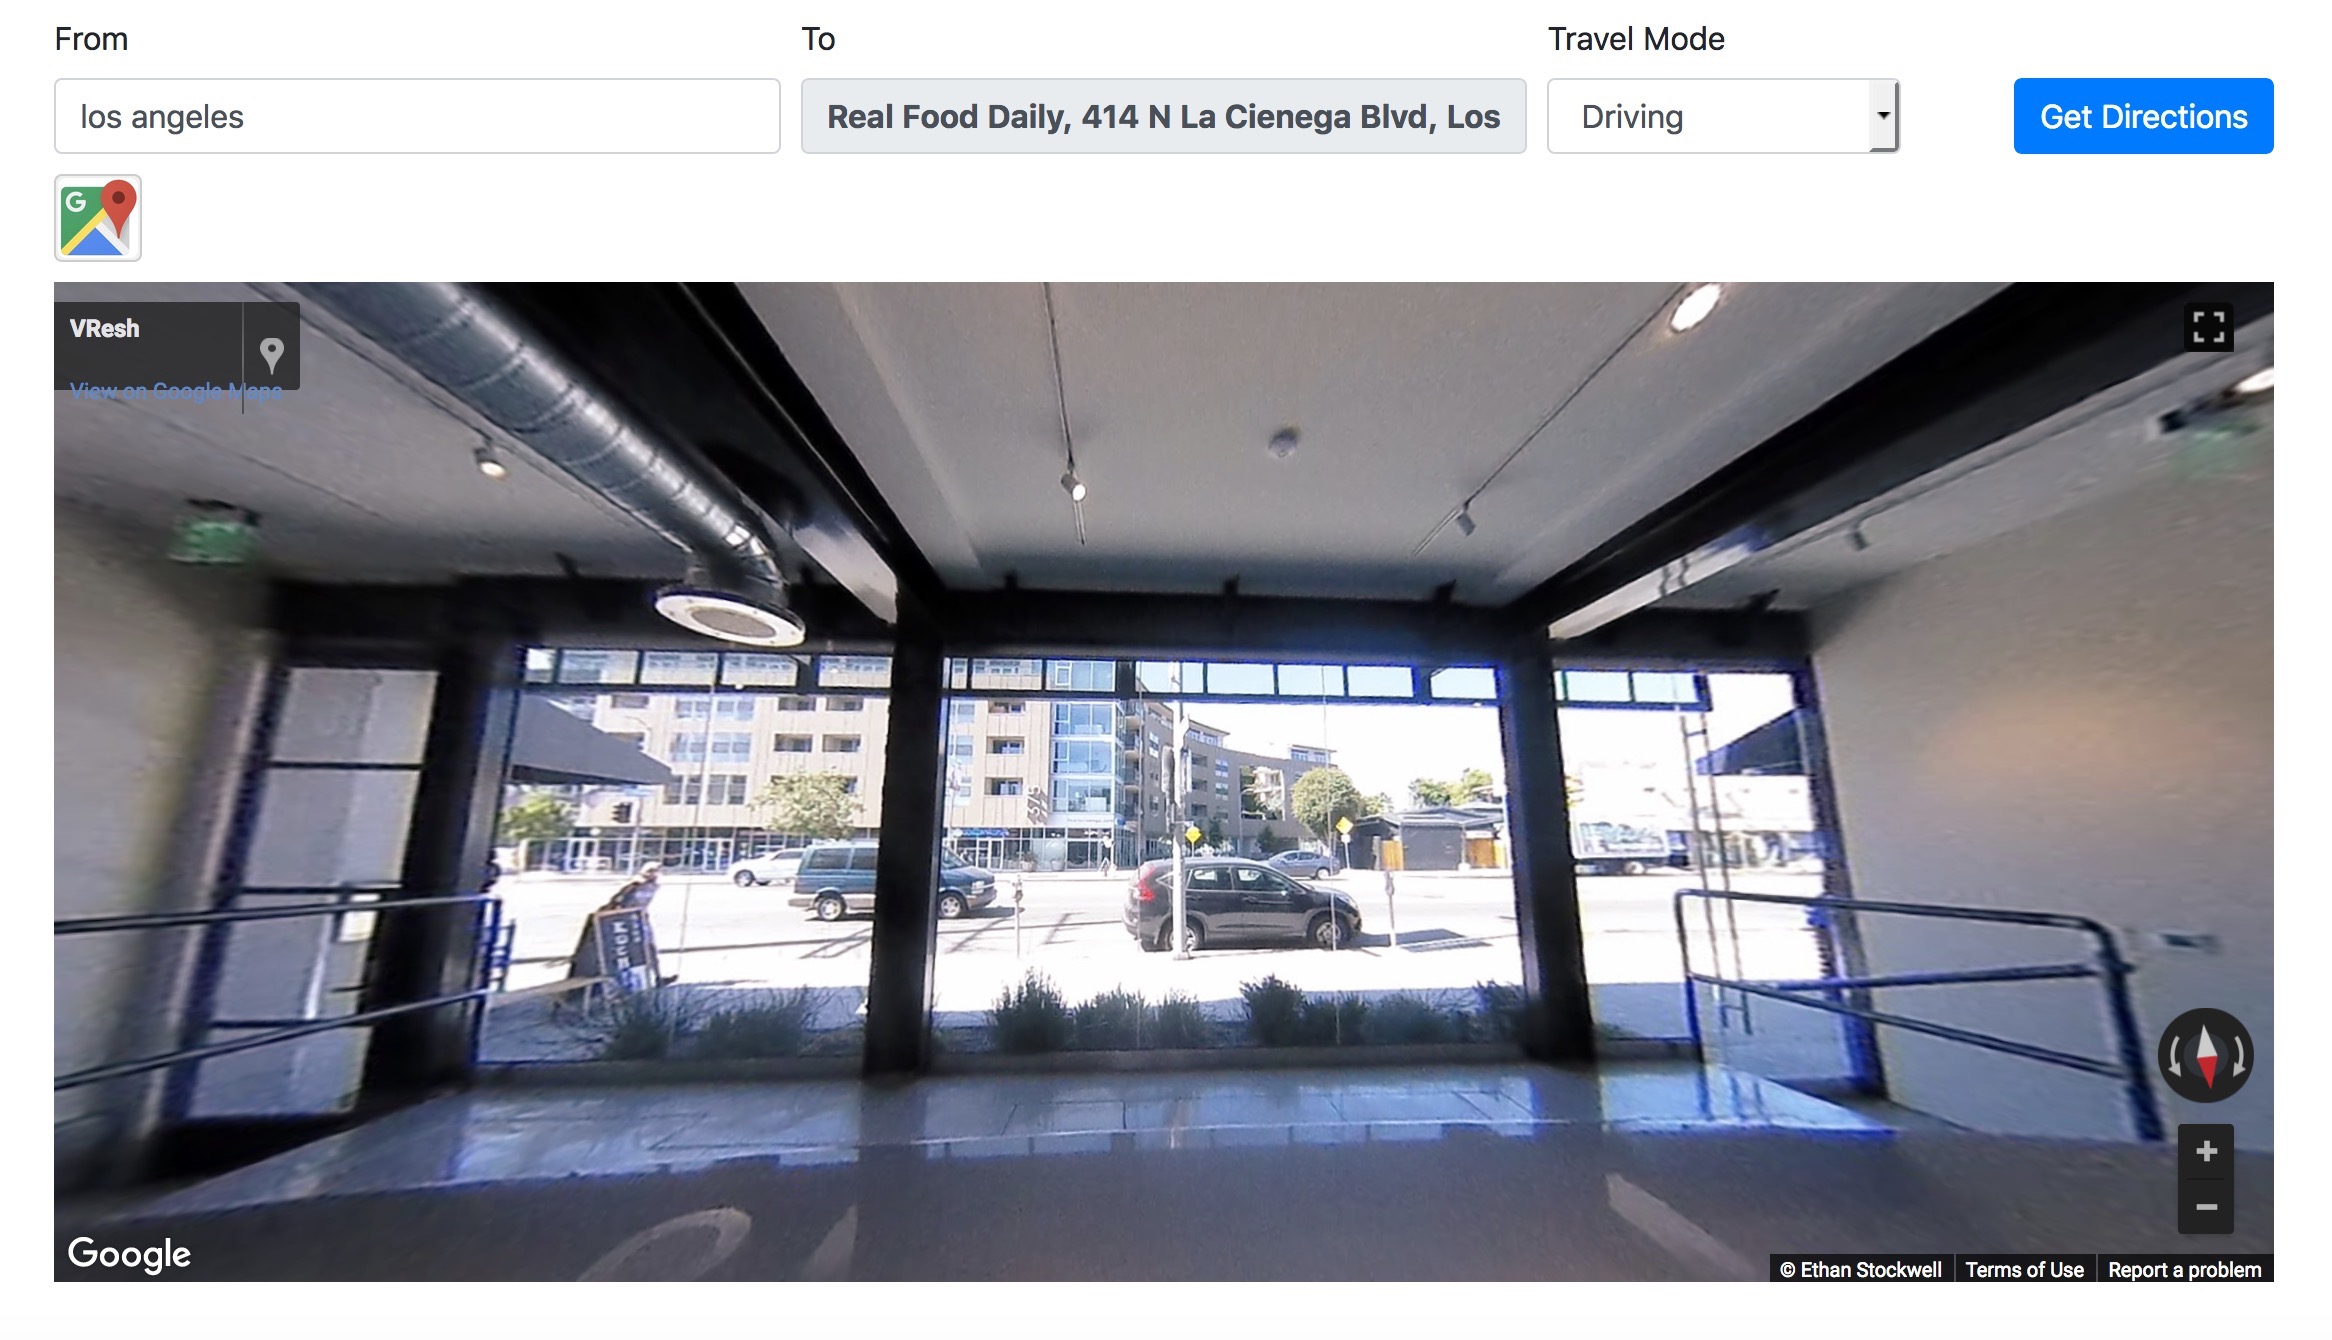 From
To
Travel Mode
los angeles
Real Food Daily, 414 N La Cienega Blvd, Los
Driving
Get Directions
G
VResh
View on Google Maps
Google
© Ethan Stockwell
Terms of Use
Report a problem